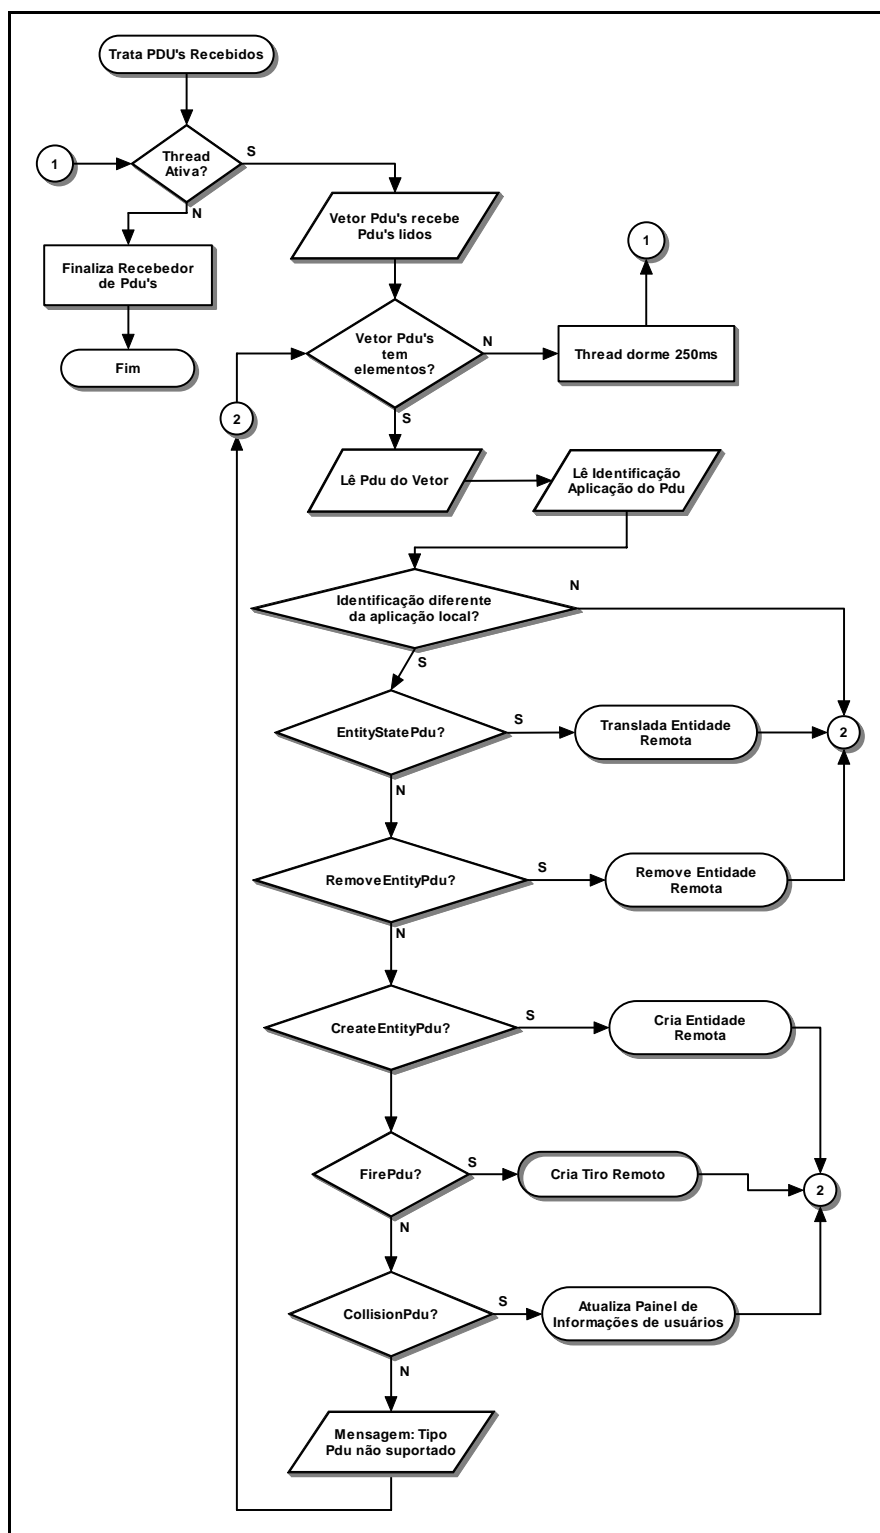 Trata PDU's Recebidos
1
Thread
Ativa?
S
N
Vetor Pdu's recebe
Pdu's lidos
1
Finaliza Recebedor
de Pdu's
Vetor Pdu's
tem
elementos?
N
Thread dorme 250ms
Fim
S
2
Lê Pdu do Vetor
Lê Identificação
Aplicação do Pdu
Identificação diferente
da aplicação local?
N
S
EntityStatePdu?
S
Translada Entidade
Remota
2
N
RemoveEntityPdu?
S
Remove Entidade
Remota
N
CreateEntityPdu?
S
Cria Entidade
Remota
FirePdu?
S
Cria Tiro Remoto
2
N
CollisionPdu?
S
Atualiza Painel de
Informações de usuários
N
Mensagem: Tipo
Pdu não suportado